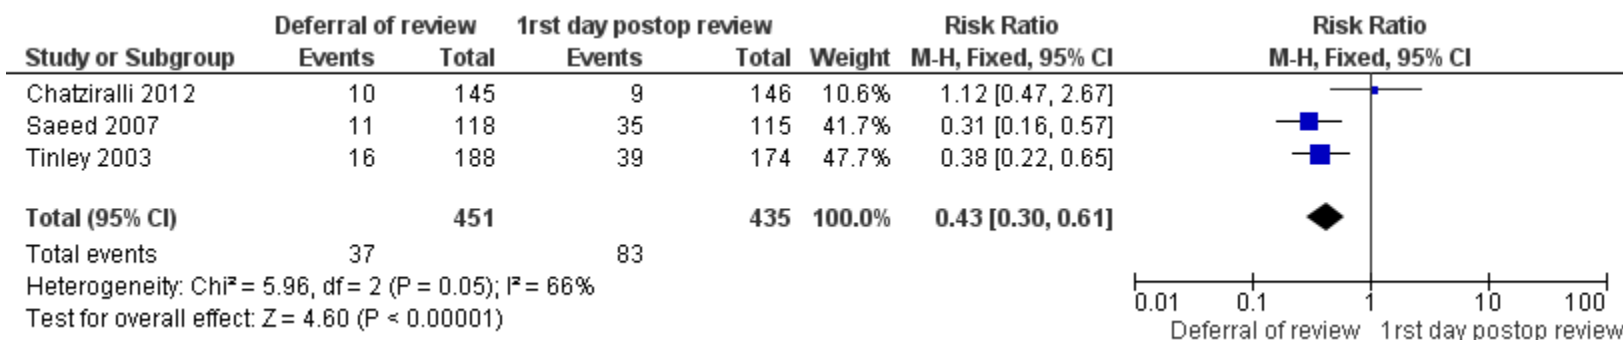 Deferral of review 1rst day postop review Risk Ratio Risk Ratio
Study or Subgroup Events Total Events Total Weight M-H, Fixed, 95% CI M-H, Fixed, 95% CI
Chatziralli 2012 10 145 9 146 10.6% 1.12 [0.47, 2.67]
Saeed 2007 11 118 35 115 41.7% 0.31 [0.16, 0.57]
Tinley 2003 16 188 39 174 47.7% 0.38 [0.22, 0.65]
Total (95% CI) 451 435 100.0% 0.43 [0.30, 0.61]
Total events 37 83
Heterogeneity: Chi² = 5.96, df = 2 (P = 0.05); I² = 66%
Test for overall effect: Z = 4.60 (P < 0.00001)
0.01 0.1 1 10 100
Deferral of review 1rst day postop review